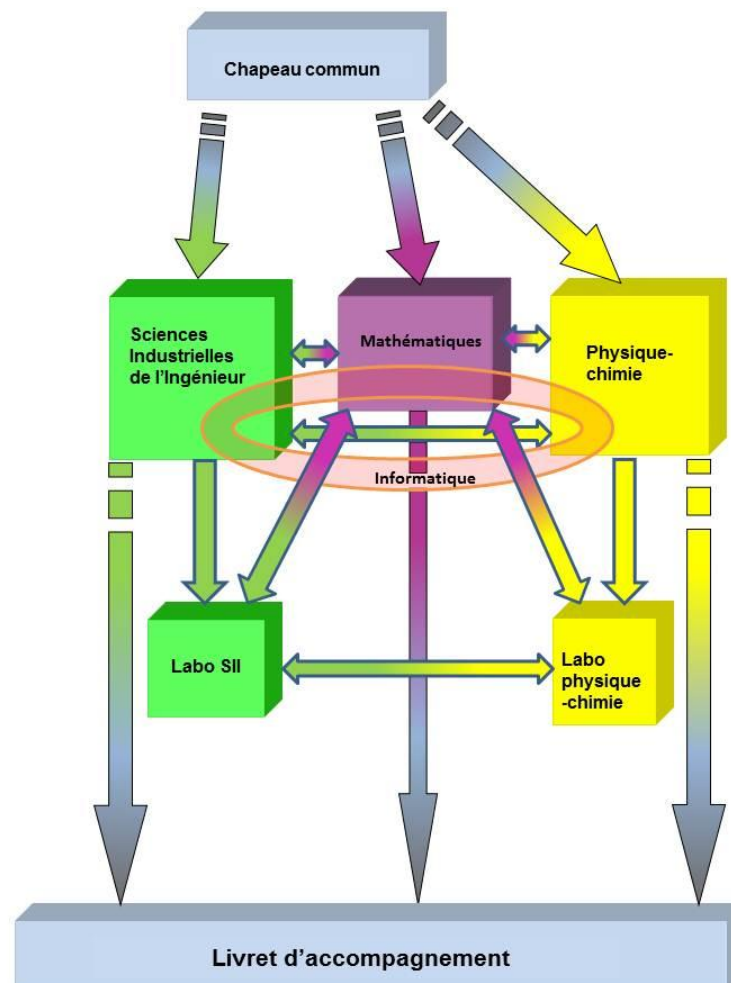 Chapeau commun
Sciences
Industrielles
de l'Ingénieur
Mathématiques
Physique-
chimie
Informatique
Labo SII
Labo
physique
-chimie
Livret d'accompagnement